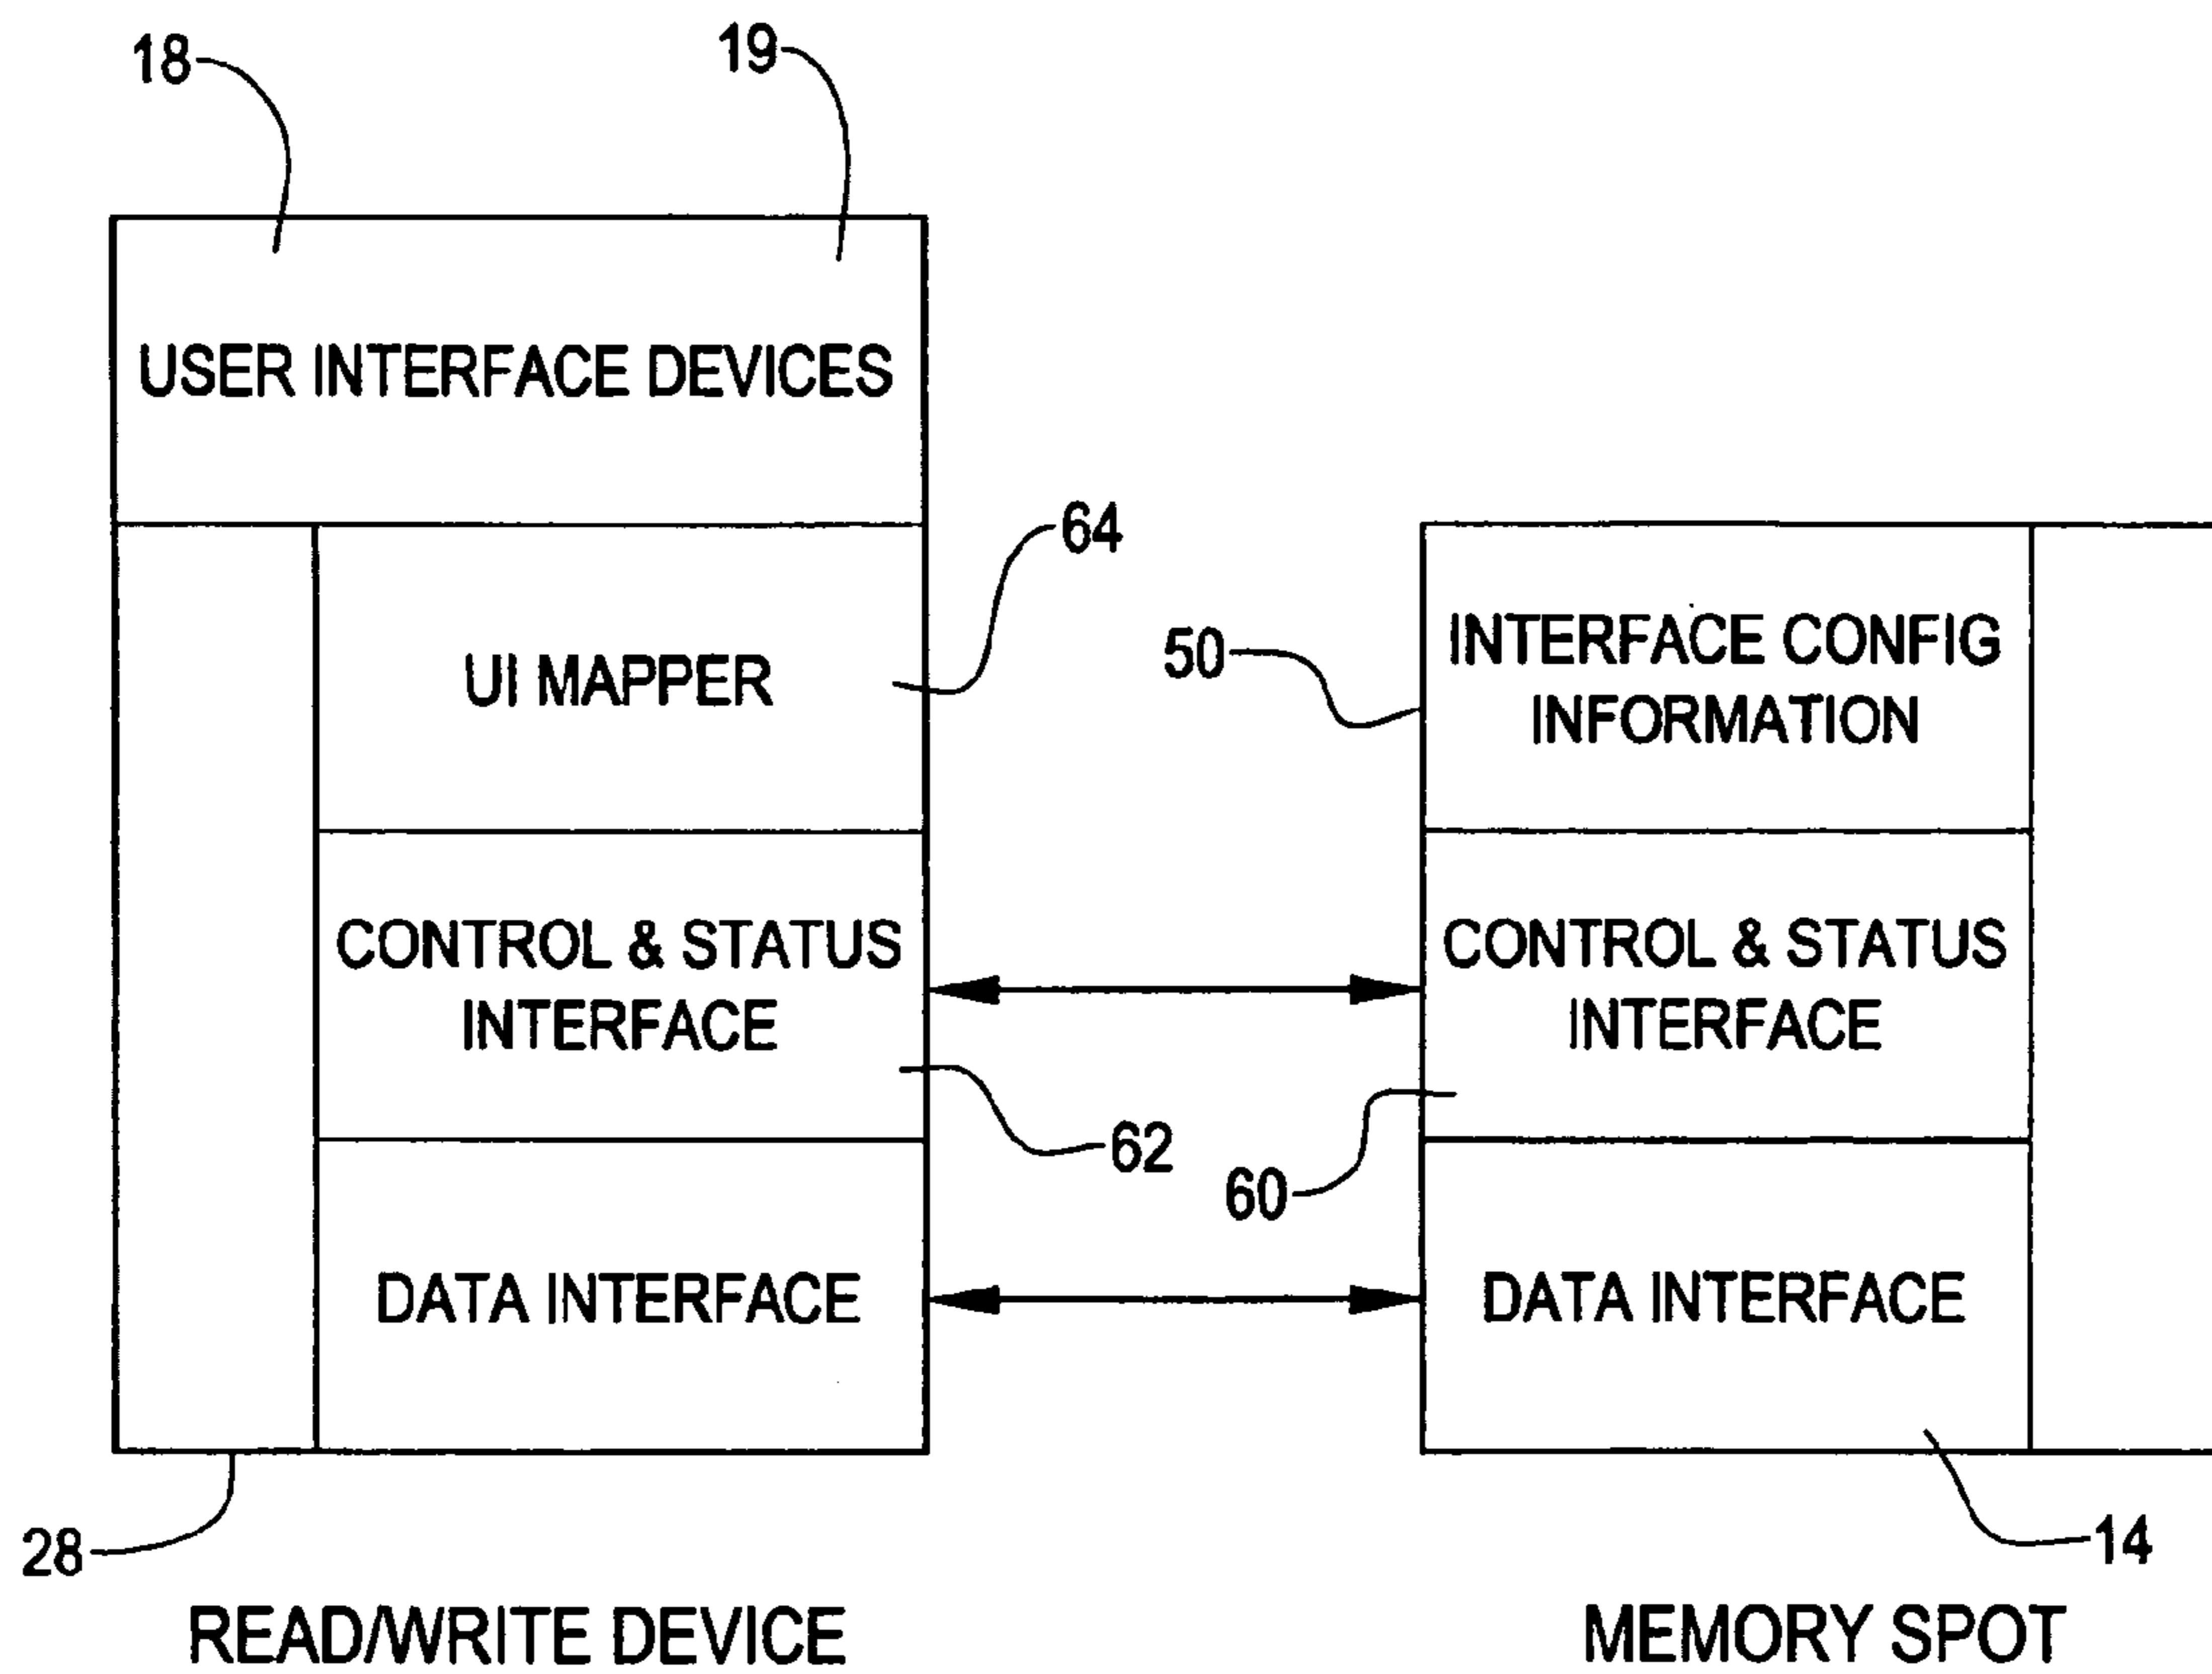 18
19
USER INTERFACE DEVICES
64
UI MAPPER
50
INTERFACE CONFIG
INFORMATION
CONTROL & STATUS
INTERFACE
CONTROL & STATUS
INTERFACE
62
60
DATA INTERFACE
DATA INTERFACE
28
14
READ/WRITE DEVICE
MEMORY SPOT